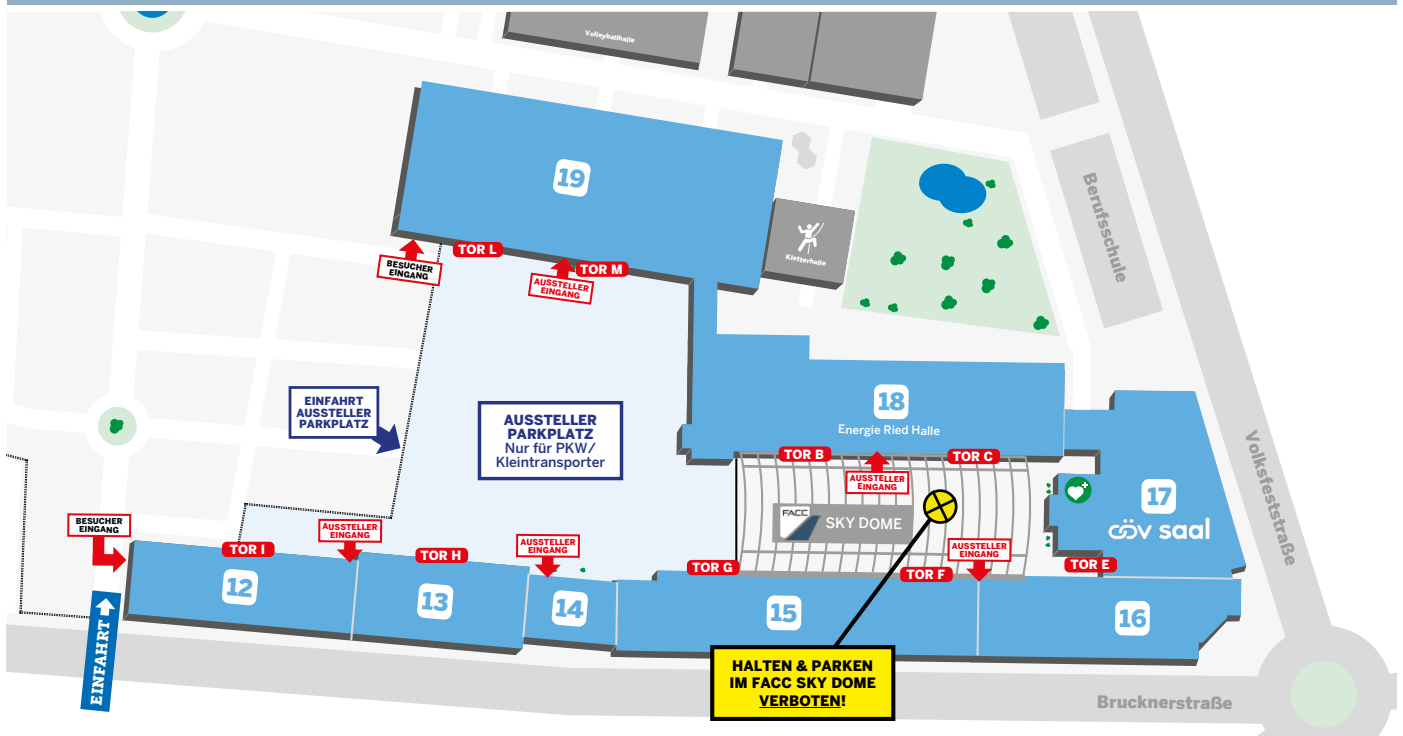 Volleyballhalle
19
Berufsschule
Kletterhalle
TOR L
BESUCHER
EINGANG
TOR M
AUSSTELLER
EINGANG
EINFAHRT
AUSSTELLER
PARKPLATZ
AUSSTELLER
PARKPLATZ
Nur für PKW/
Kleintransporter
18
Energie Ried Halle
TOR B
TOR C
AUSSTELLER
EINGANG
FACC
SKY DOME
17
cöv saal
Volksfeststraße
BESUCHER
EINGANG
AUSSTELLER
EINGANG
AUSSTELLER
EINGANG
AUSSTELLER
EINGANG
TOR I
TOR H
TOR G
TOR F
TOR E
12
13
14
15
16
EINFAHRT
HALTEN & PARKEN
IM FACC SKY DOME
VERBOTEN!
Brucknerstraße